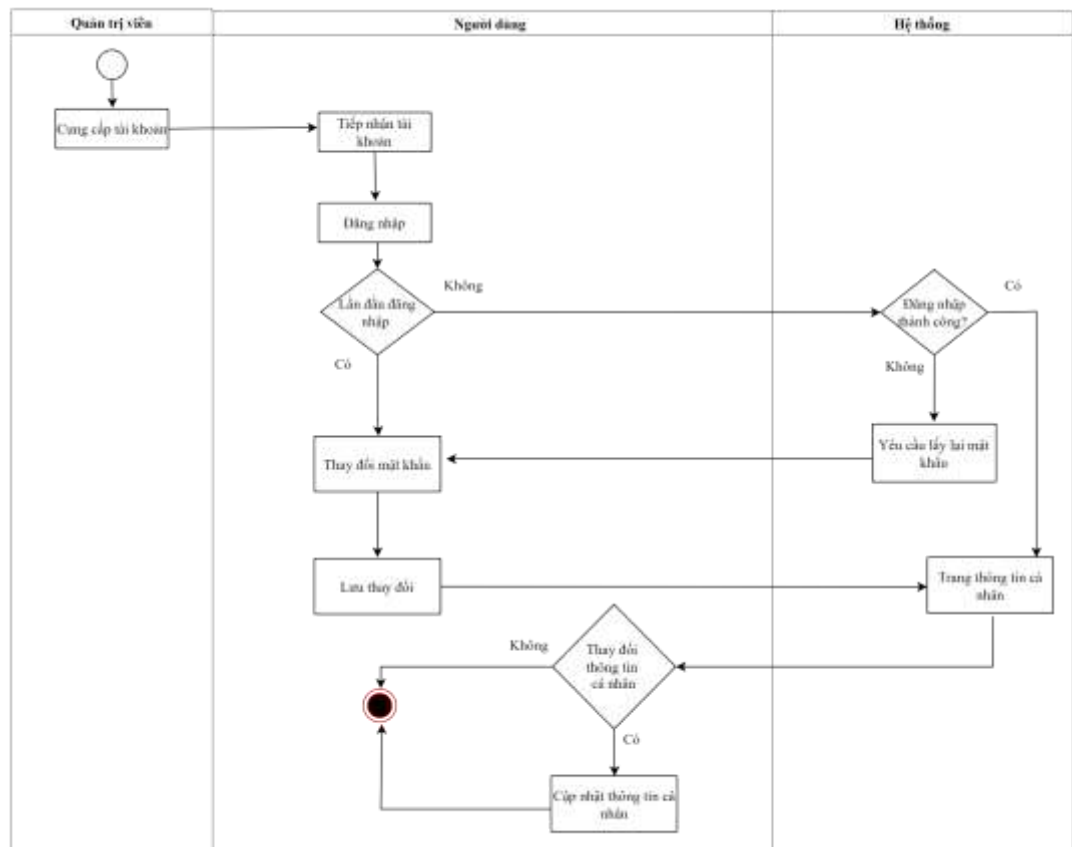 Quản trị viên
Người dùng
Hệ thống
Cung cấp tài khoản
Tiếp nhận tài
khoản
Đăng nhập
Lần đầu đăng
nhập
Không
Có
Đăng nhập
thành công?
Có
Không
Thay đổi mật khẩu
Yêu cầu lấy lại mật
khẩu
Lưu thay đổi
Trang thông tin cá
nhân
Thay đổi
thông tin
cá nhân
Không
Có
Cập nhật thông tin cá
nhân